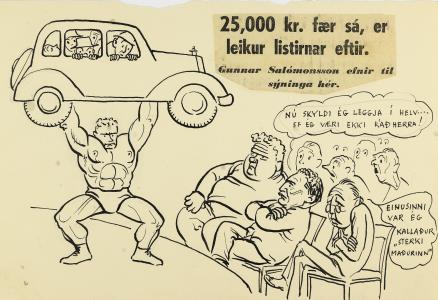 25,000 kr. fær sá, er
leikur listirnar eftir.
Gunnar Salómonsson efnir til
sýninga hér.
NÚ SKYLDI ÉG LEGGJA Í HELV...
EF ÉG VÆRI EKKI RÁÐHERRA!
EINUSINNI
VAR ÉG
KALLAÐUR
„STERKI
MAÐURINN"